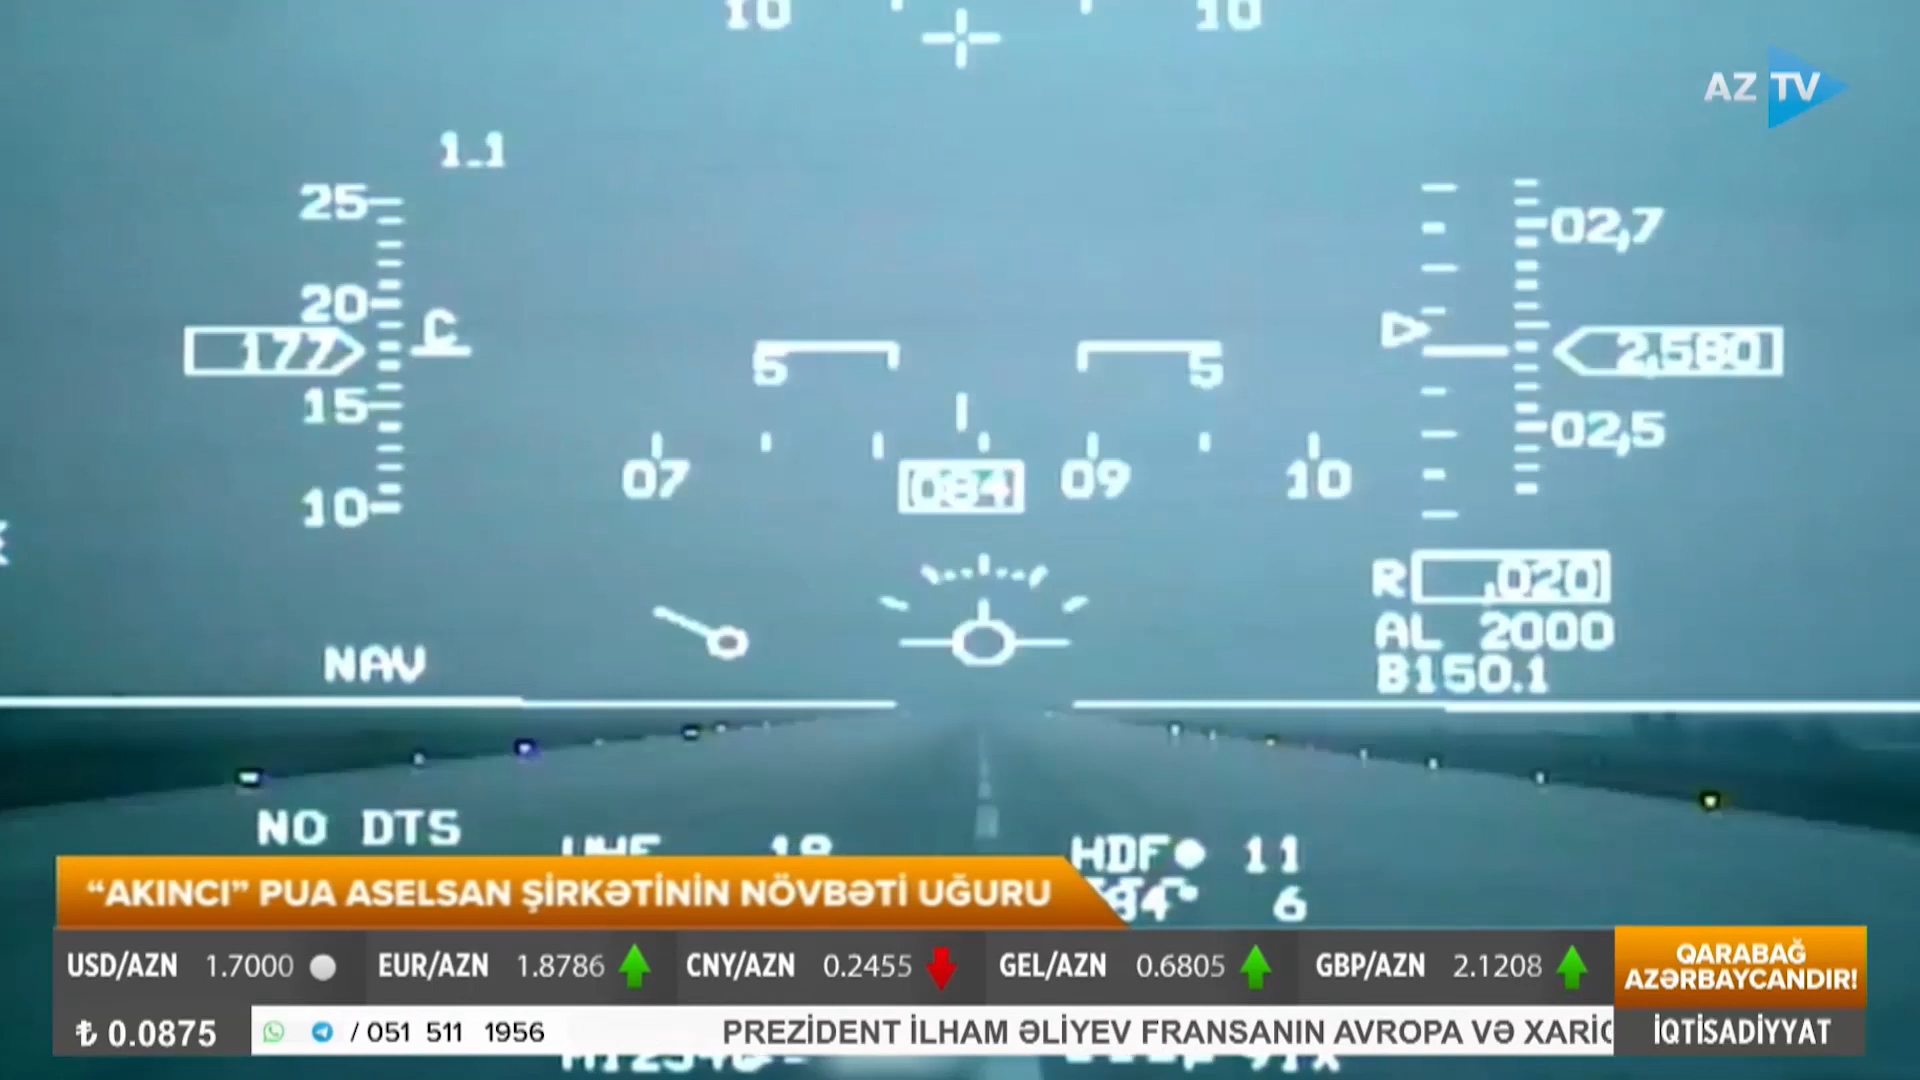 10
10
AZ TV
1.1
25
20
177
C
15
10
5
5
07
084
09
10
02,7
2,580
02,5
R ,020
AL 2000
B150.1
NAV
NO DTS
UHF 18
HDF 11
6
“AKINCI” PUA ASELSAN ŞİRKƏTİNİN NÖVBƏTİ UĞURU
USD/AZN 1.7000 EUR/AZN 1.8786 CNY/AZN 0.2455 GEL/AZN 0.6805 GBP/AZN 2.1208
QARABAĞ
AZƏRBAYCANDIR!
₺ 0.0875
/ 051 511 1956
PREZİDENT İLHAM ƏLİYEV FRANSANIN AVROPA VƏ XARİC
İQTİSADİYYAT